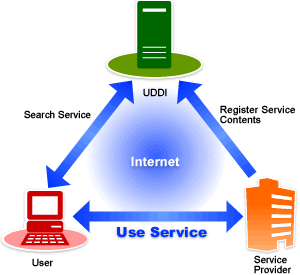 UDDI
Search Service
Register Service
Contents
Internet
Use Service
User
Service
Provider